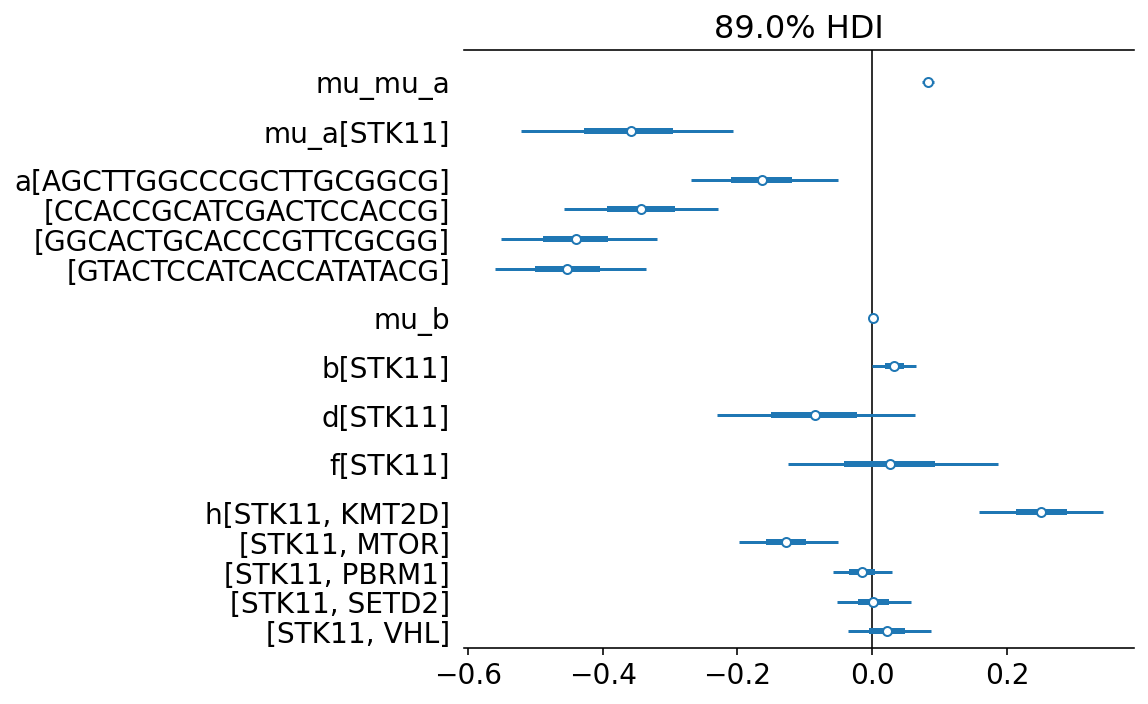 89.0% HDI
mu_mu_a
mu_a[STK11]
a[AGCTTGGCCCGCTTGCGGCG]
[CCACCGCATCGACTCCACCG]
[GGCACTGCACCCGTTCGCGG]
[GTACTCCATCACCATATACG]
mu_b
b[STK11]
d[STK11]
f[STK11]
h[STK11, KMT2D]
[STK11, MTOR]
[STK11, PBRM1]
[STK11, SETD2]
[STK11, VHL]
−0.6 −0.4 −0.2 0.0 0.2